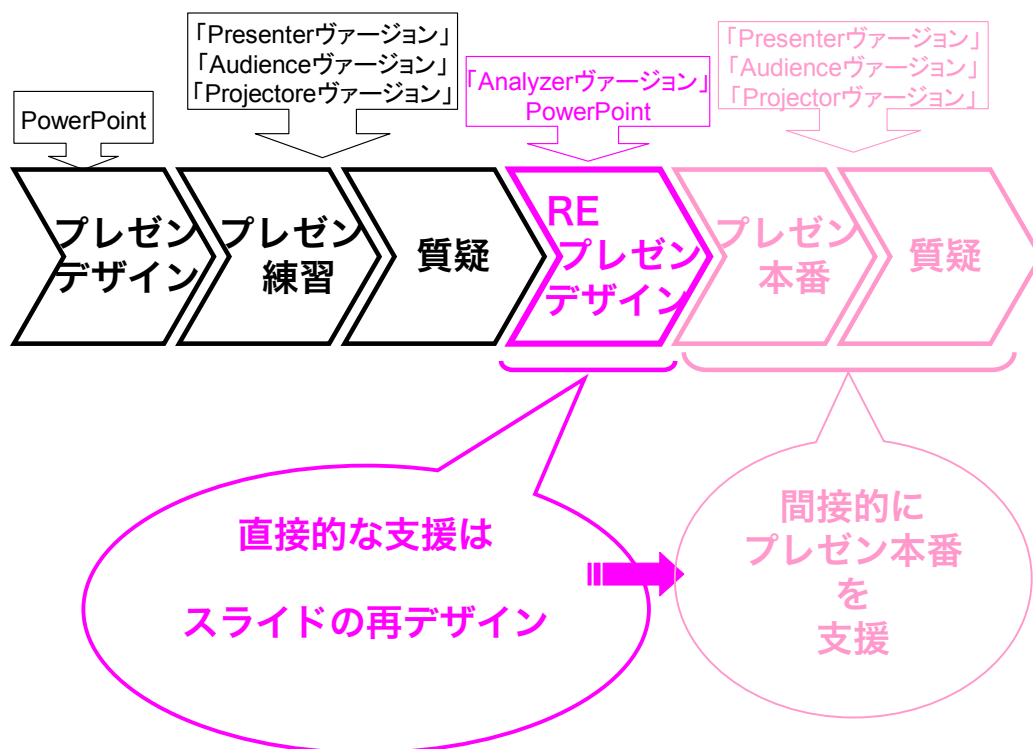 PowerPoint
「Presenterヴァージョン」
「Audienceヴァージョン」
「Projectoreヴァージョン」
「Analyzerヴァージョン」
PowerPoint
「Presenterヴァージョン」
「Audienceヴァージョン」
「Projectorヴァージョン」
プレゼン
デザイン
プレゼン
練習
質疑
RE
プレゼン
デザイン
プレゼン
本番
質疑
直接的な支援は
スライドの再デザイン
間接的に
プレゼン本番
を
支援